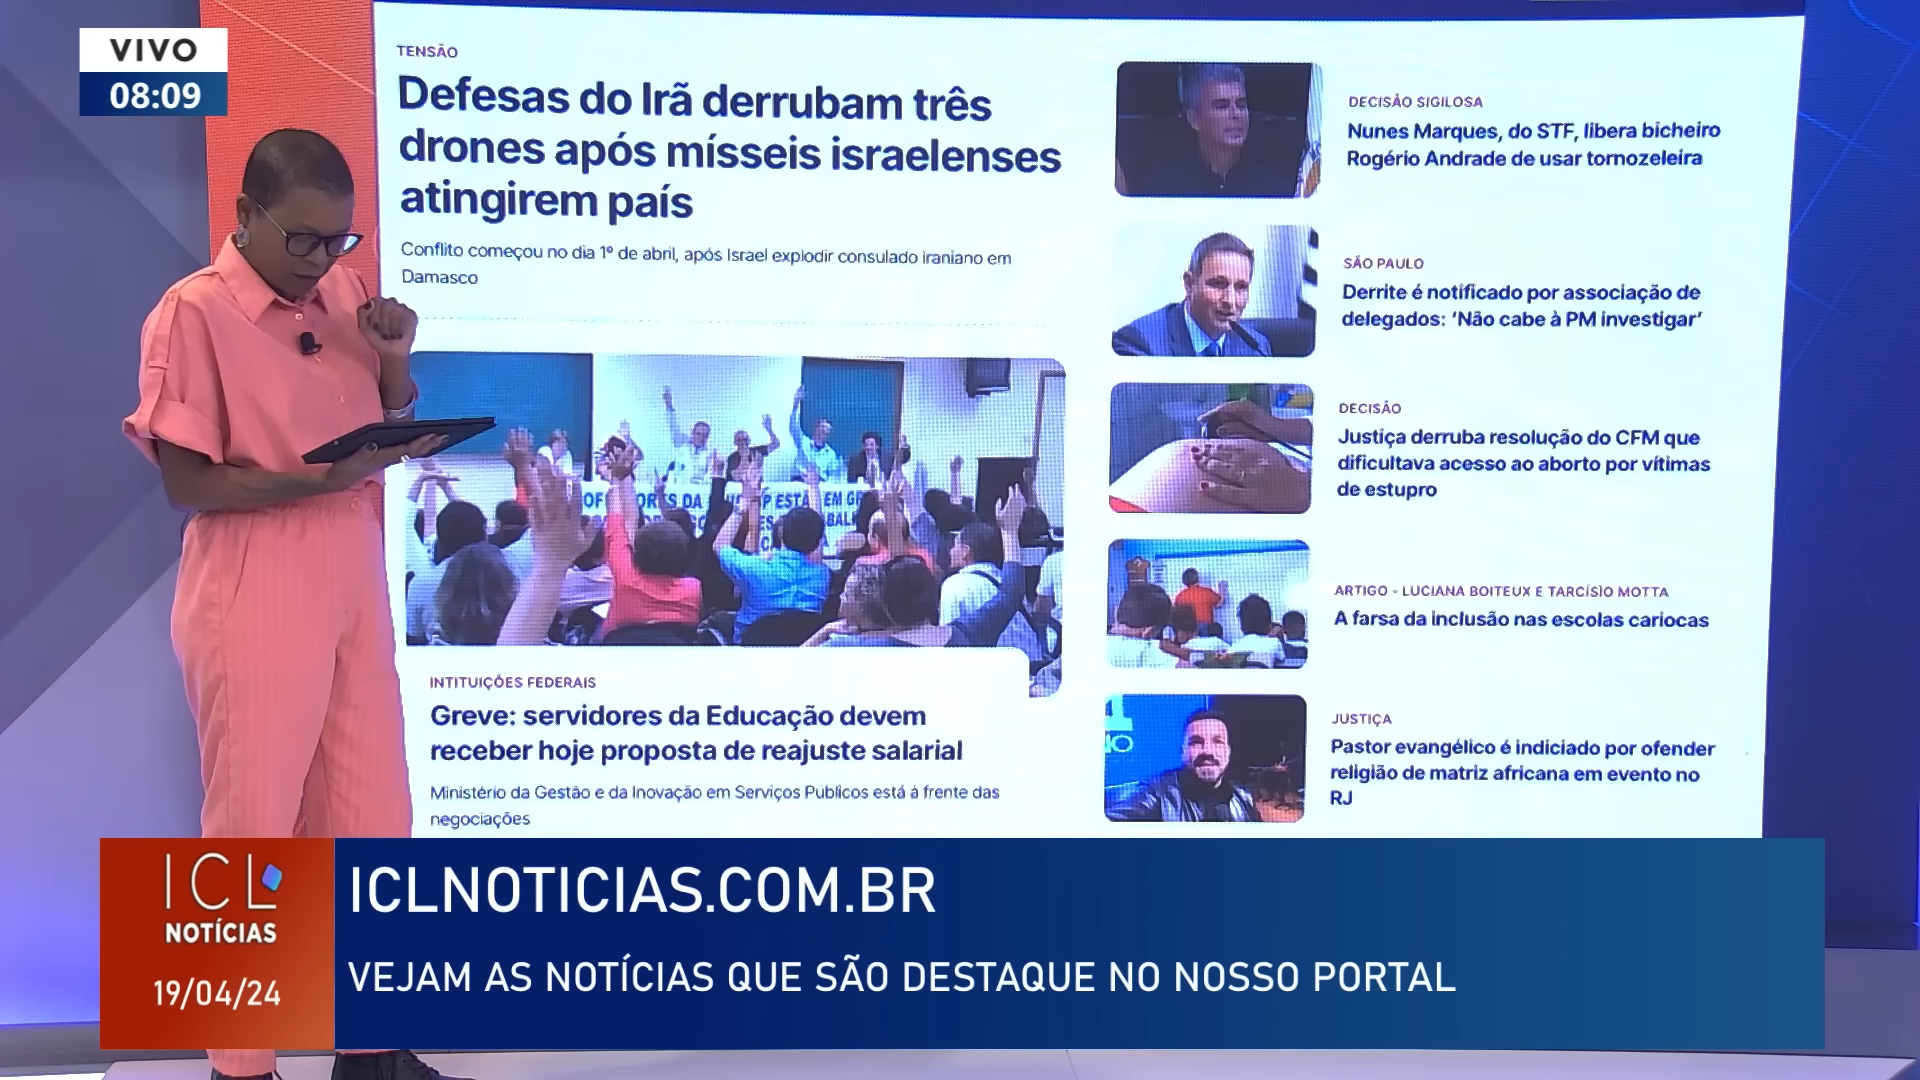 VIVO
08:09
TENSÃO
Defesas do Irã derrubam três
drones após mísseis israelenses
atingirem país
Conflito começou no dia 1º de abril, após Israel explodir consulado iraniano em
Damasco
INTITUIÇÕES FEDERAIS
Greve: servidores da Educação devem
receber hoje proposta de reajuste salarial
Ministério da Gestão e da Inovação em Serviços Públicos está à frente das
negociações
DECISÃO SIGILOSA
Nunes Marques, do STF, libera bicheiro
Rogério Andrade de usar tornozeleira
SÃO PAULO
Derrite é notificado por associação de
delegados: ‘Não cabe à PM investigar’
DECISÃO
Justiça derruba resolução do CFM que
dificultava acesso ao aborto por vítimas
de estupro
ARTIGO - LUCIANA BOITEUX E TARCÍSIO MOTTA
A farsa da inclusão nas escolas cariocas
JUSTIÇA
Pastor evangélico é indiciado por ofender
religião de matriz africana em evento no
RJ
ICL
NOTÍCIAS
19/04/24
ICLNOTICIAS.COM.BR
VEJAM AS NOTÍCIAS QUE SÃO DESTAQUE NO NOSSO PORTAL